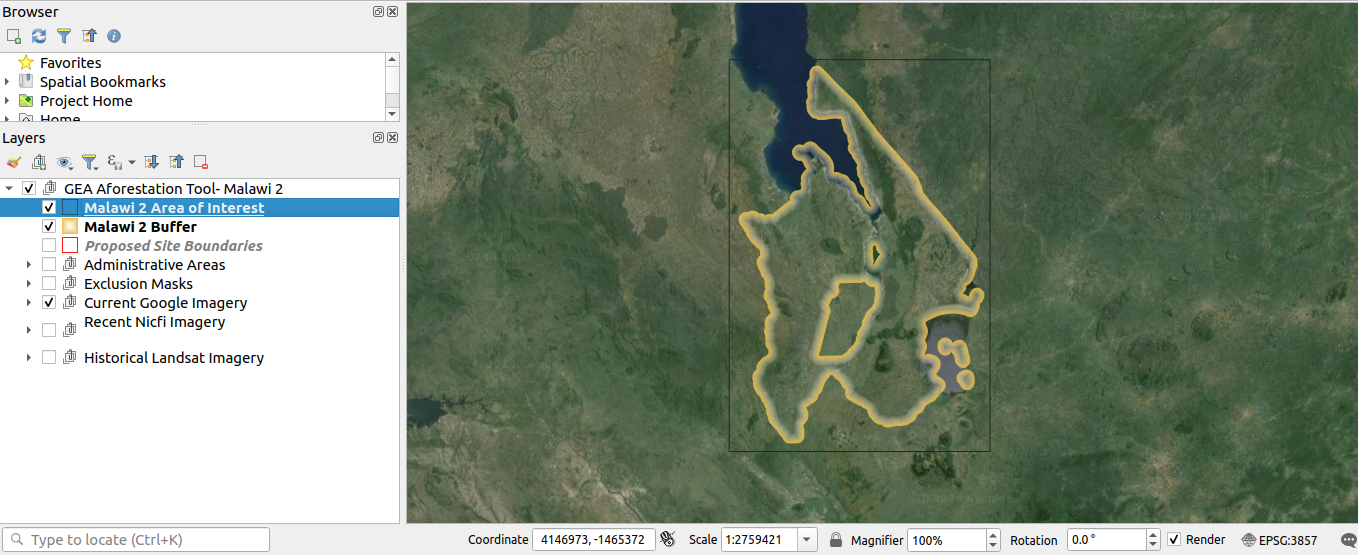 Browser
Favorites
Spatial Bookmarks
Project Home
Home
Layers
GEA Aforestation Tool- Malawi 2
Malawi 2 Area of Interest
Malawi 2 Buffer
Proposed Site Boundaries
Administrative Areas
Exclusion Masks
Current Google Imagery
Recent Nicfi Imagery
Historical Landsat Imagery
Type to locate (Ctrl+K) Coordinate 4146973, -1465372 Scale 1:2759421 Magnifier 100% Rotation 0.0 ° Render EPSG:3857